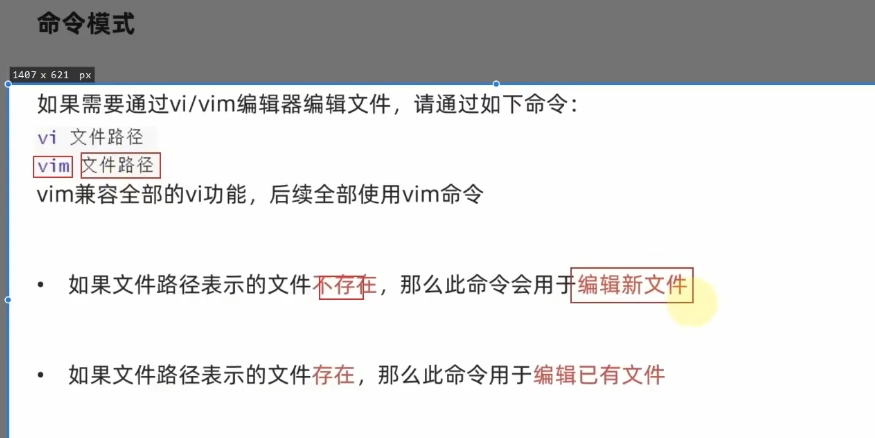 命令模式
1407 x 621 px
如果需要通过vi/vim编辑器编辑文件，请通过如下命令：
vi 文件路径
vim 文件路径
vim兼容全部的vi功能，后续全部使用vim命令
• 如果文件路径表示的文件不存在，那么此命令会用于编辑新文件
• 如果文件路径表示的文件存在，那么此命令用于编辑已有文件